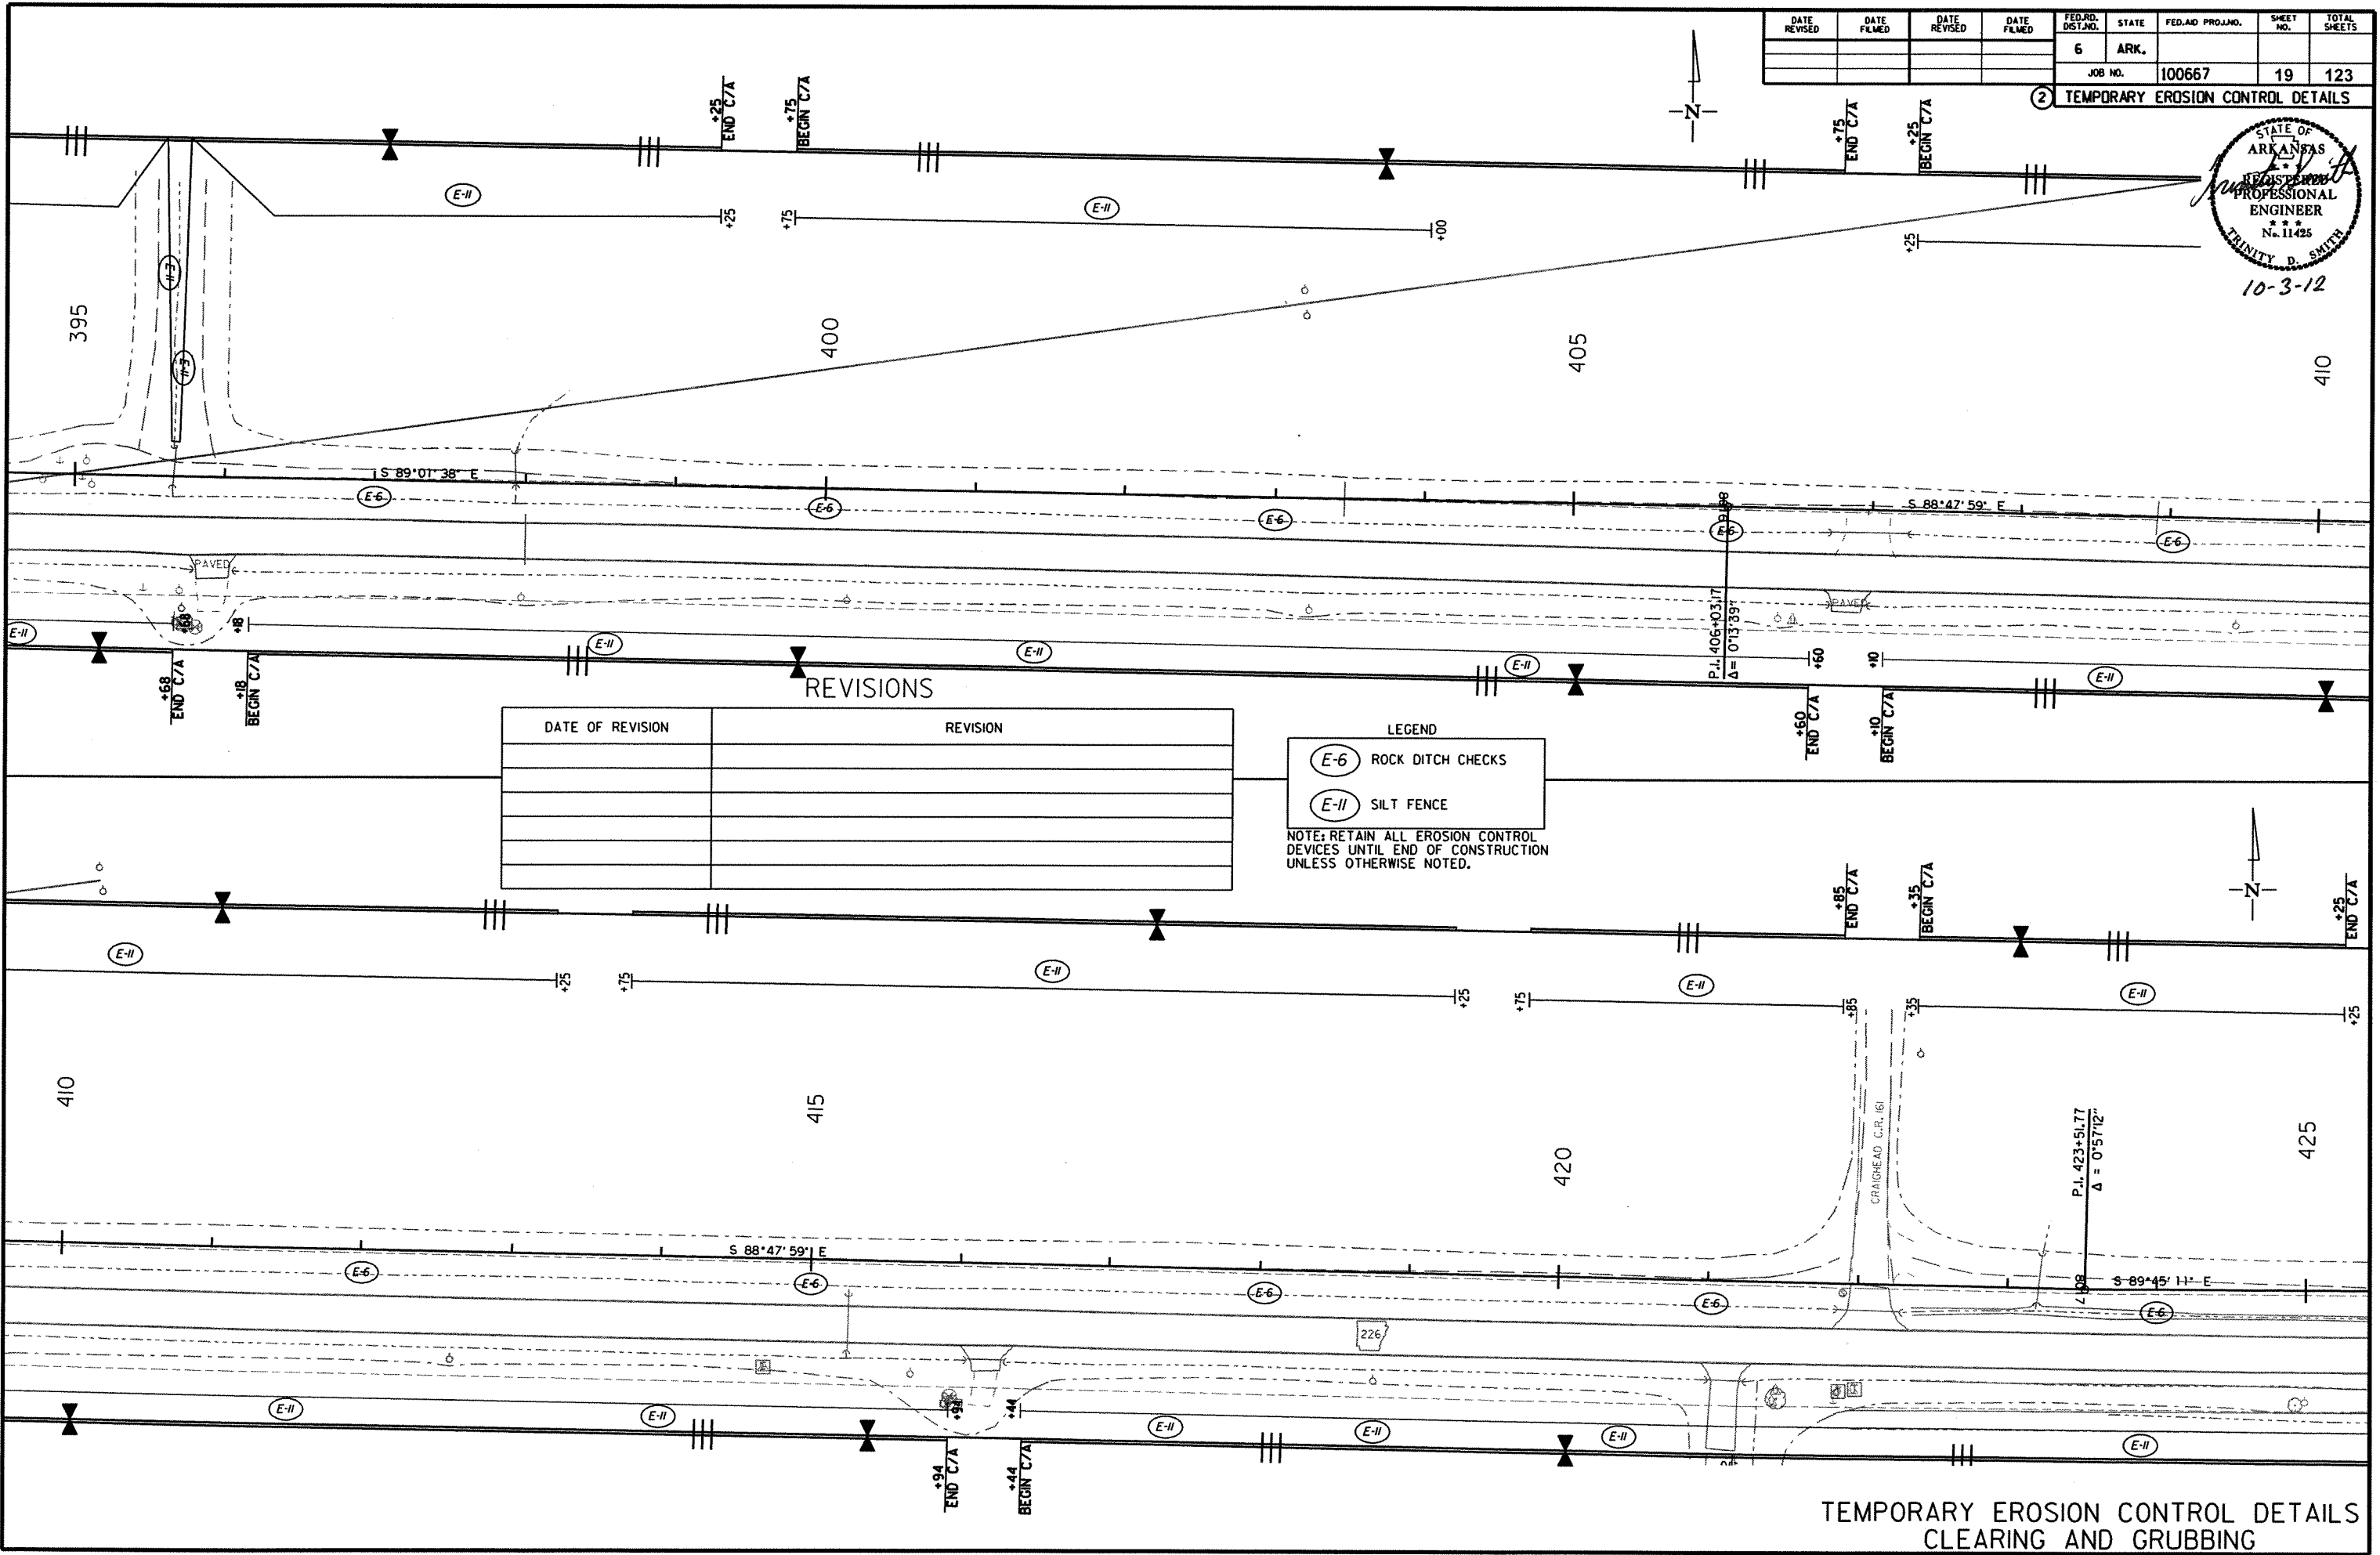 DATE REVISED
DATE FILMED
DATE REVISED
DATE FILMED
FED.RD. DIST.NO.
STATE
FED.AID PROJ.NO.
SHEET NO.
TOTAL SHEETS
6
ARK.
JOB NO.
100667
19
123
2
TEMPORARY EROSION CONTROL DETAILS
STATE OF
ARKANSAS
REGISTERED
PROFESSIONAL
ENGINEER
No. 11425
TRINITY D. SMITH
10-3-12
N
+25
END C/A
+75
BEGIN C/A
+75
END C/A
+25
BEGIN C/A
E-11
+25
+75
E-11
+00
+25
E-11
E-11
395
400
405
410
S 89°01'38" E
E-6
E-6
E-6
E-6
S 88°47'59" E
E-6
PAVED
PAVED
P.I. 406+03.17
Δ = 0°13'39"
E-11
+68
+18
E-11
E-11
E-11
+60
+10
E-11
+68
END C/A
+18
BEGIN C/A
+60
END C/A
+10
BEGIN C/A
REVISIONS
DATE OF REVISION
REVISION
LEGEND
E-6 ROCK DITCH CHECKS
E-11 SILT FENCE
NOTE: RETAIN ALL EROSION CONTROL
DEVICES UNTIL END OF CONSTRUCTION
UNLESS OTHERWISE NOTED.
N
+85
END C/A
+35
BEGIN C/A
+25
END C/A
E-11
+25
+75
E-11
+25
+75
E-11
+85
+35
E-11
+25
410
415
420
425
CRAIGHEAD C.R. 161
P.I. 423+51.77
Δ = 0°57'12"
S 88°47'59" E
E-6
E-6
E-6
E-6
S 89°45'11" E
E-6
226
E-11
E-11
+94
+44
E-11
E-11
E-11
E-11
+94
END C/A
+44
BEGIN C/A
TEMPORARY EROSION CONTROL DETAILS
CLEARING AND GRUBBING